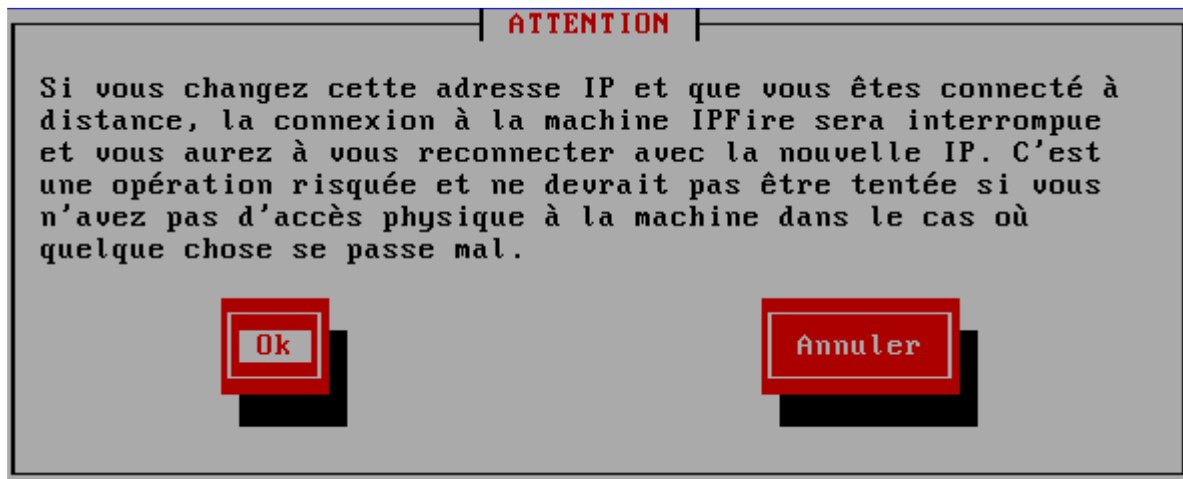 ATTENTION
Si vous changez cette adresse IP et que vous êtes connecté à
distance, la connexion à la machine IPFire sera interrompue
et vous aurez à vous reconnecter avec la nouvelle IP. C'est
une opération risquée et ne devrait pas être tentée si vous
n'avez pas d'accès physique à la machine dans le cas où
quelque chose se passe mal.
Ok Annuler